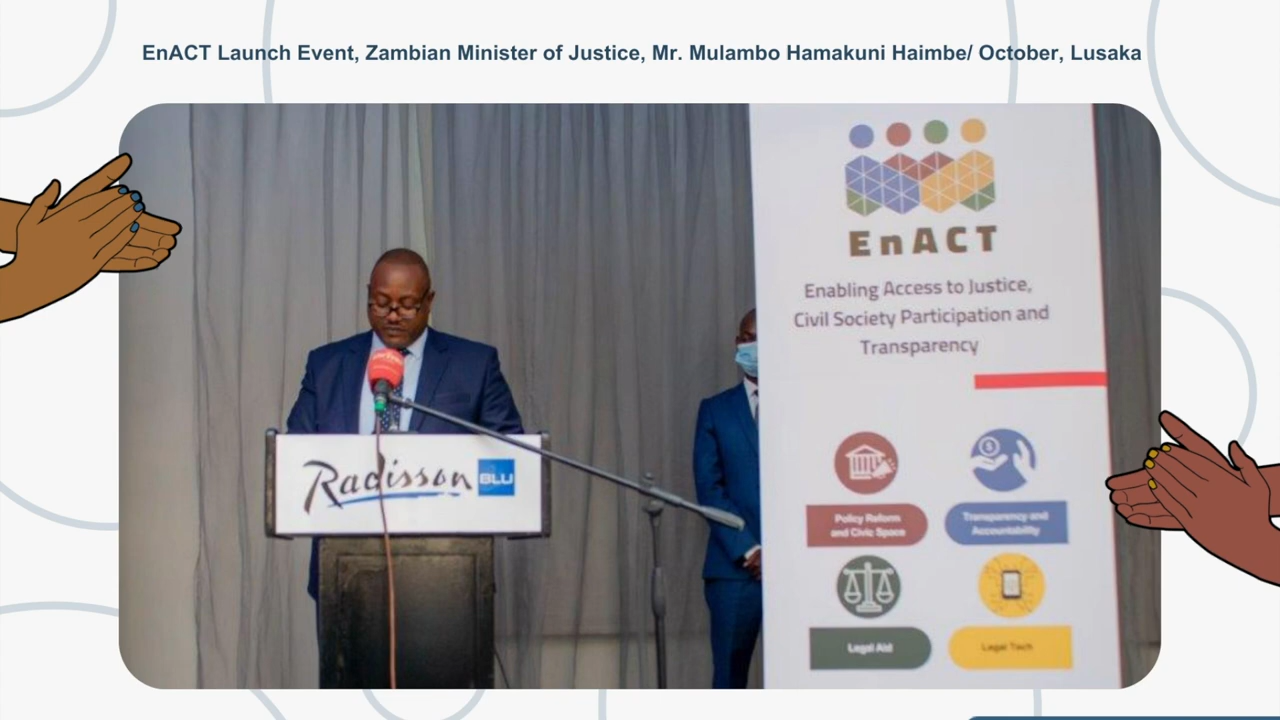 EnACT Launch Event, Zambian Minister of Justice, Mr. Mulambo Hamakuni Haimbe/ October, Lusaka
EnACT
Enabling Access to Justice,
Civil Society Participation and
Transparency
Radisson
BLU
Policy Reform
and Civic Space
Transparency and
Accountability
Legal Aid
Legal Tech